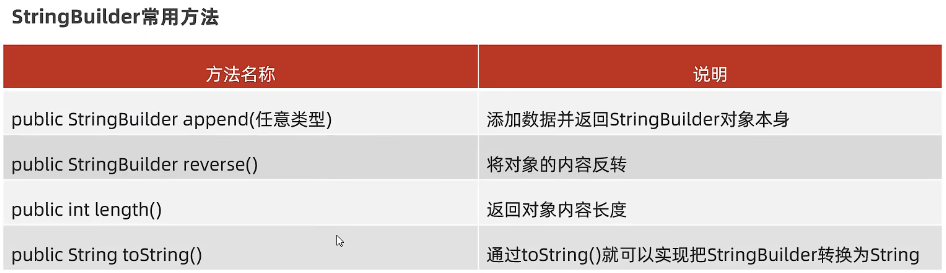 StringBuilder常用方法
方法名称 说明
public StringBuilder append(任意类型) 添加数据并返回StringBuilder对象本身
public StringBuilder reverse() 将对象的内容反转
public int length() 返回对象内容长度
public String toString() 通过toString()就可以实现把StringBuilder转换为String